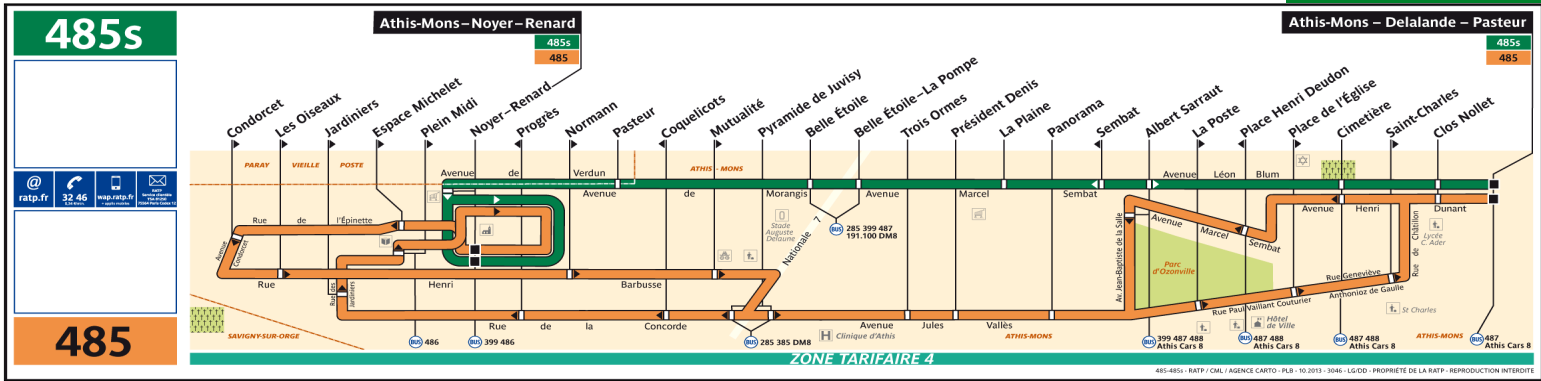 485s
@
ratp.fr
32 46
wap.ratp.fr
RATP
485
Athis-Mons – Noyer – Renard
485s
485
Athis-Mons – Delalande – Pasteur
485s
485
Condorcet
Les Oiseaux
Jardiniers
Espace Michelet
Plein Midi
Noyer–Renard
Progrès
Normann
Pasteur
Coquelicots
Mutualité
Pyramide de Juvisy
Belle Étoile
Belle Étoile–La Pompe
Trois Ormes
Président Denis
La Plaine
Panorama
Sembat
Albert Sarraut
La Poste
Place Henri Deudon
Place de l'Église
Cimetière
Saint-Charles
Clos Nollet
PARAY VIEILLE POSTE
ATHIS - MONS
Avenue de Verdun
Avenue de Morangis
Avenue Marcel Sembat
Avenue Léon Blum
Rue de l'Épinette
Avenue Condorcet
Stade
Auguste
Delaune
Nationale 7
BUS 285 399 487
191.100 DM8
Avenue Marcel Sembat
Avenue Henri Dunant
Av. Jean-Baptiste de la Salle
Parc
d'Ozonville
Rue de Châtillon
Lycée
C. Ader
Rue Henri Barbusse
Rue des Jardiniers
Rue Geneviève
Anthonioz de Gaulle
Rue Paul Vaillant Couturier
St Charles
Hôtel
de Ville
Rue de la Concorde
Avenue Jules Vallès
SAVIGNY-SUR-ORGE
H Clinique d'Athis
ATHIS-MONS
ATHIS-MONS
BUS 486
BUS 399 486
BUS 285 385 DM8
BUS 399 487 488
Athis Cars 8
BUS 487 488
Athis Cars 8
BUS 487 488
Athis Cars 8
BUS 487
Athis Cars 8
ZONE TARIFAIRE 4
485-485s - RATP / CML / AGENCE CARTO - PLB - 10.2013 - 3046 - LG/DD - PROPRIÉTÉ DE LA RATP - REPRODUCTION INTERDITE